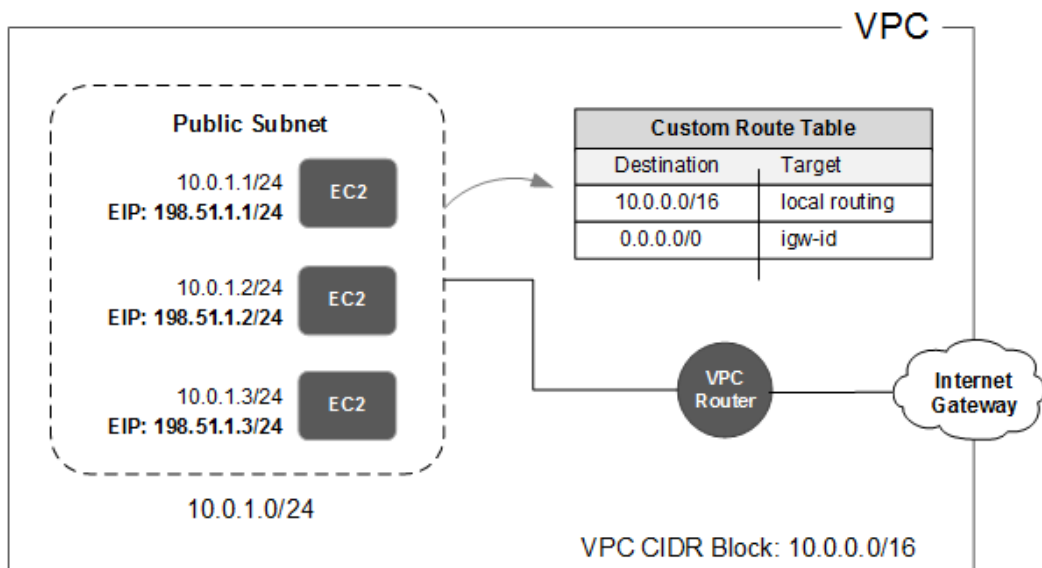 VPC
Public Subnet
10.0.1.1/24
EIP: 198.51.1.1/24
EC2
10.0.1.2/24
EIP: 198.51.1.2/24
EC2
10.0.1.3/24
EIP: 198.51.1.3/24
EC2
10.0.1.0/24
Custom Route Table
Destination Target
10.0.0.0/16 local routing
0.0.0.0/0 igw-id
VPC
Router
Internet
Gateway
VPC CIDR Block: 10.0.0.0/16